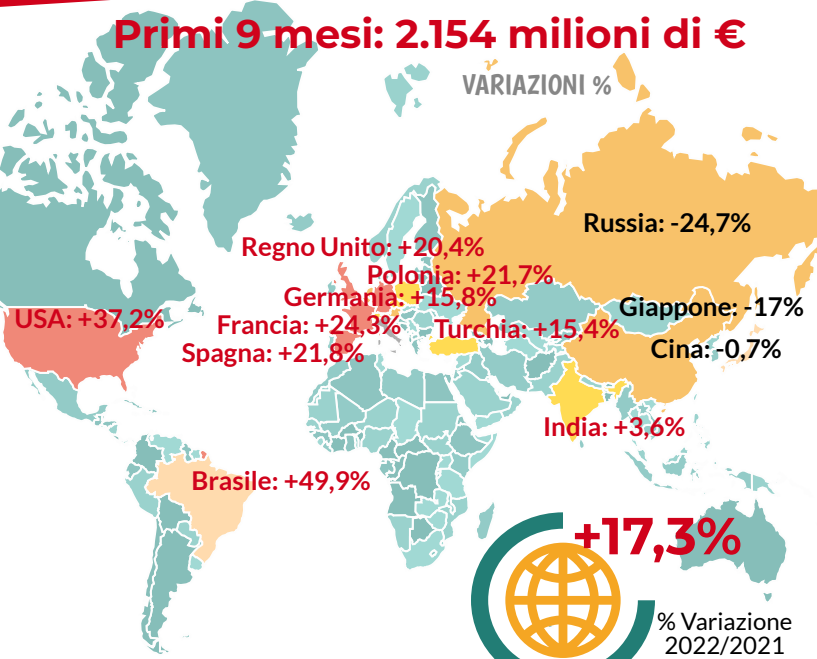 Primi 9 mesi: 2.154 milioni di €
VARIAZIONI %
Russia: -24,7%
Regno Unito: +20,4%
Polonia: +21,7%
Germania: +15,8%
Giappone: -17%
USA: +37,2%
Francia: +24,3%
Turchia: +15,4%
Spagna: +21,8%
Cina: -0,7%
India: +3,6%
Brasile: +49,9%
+17,3%
% Variazione
2022/2021